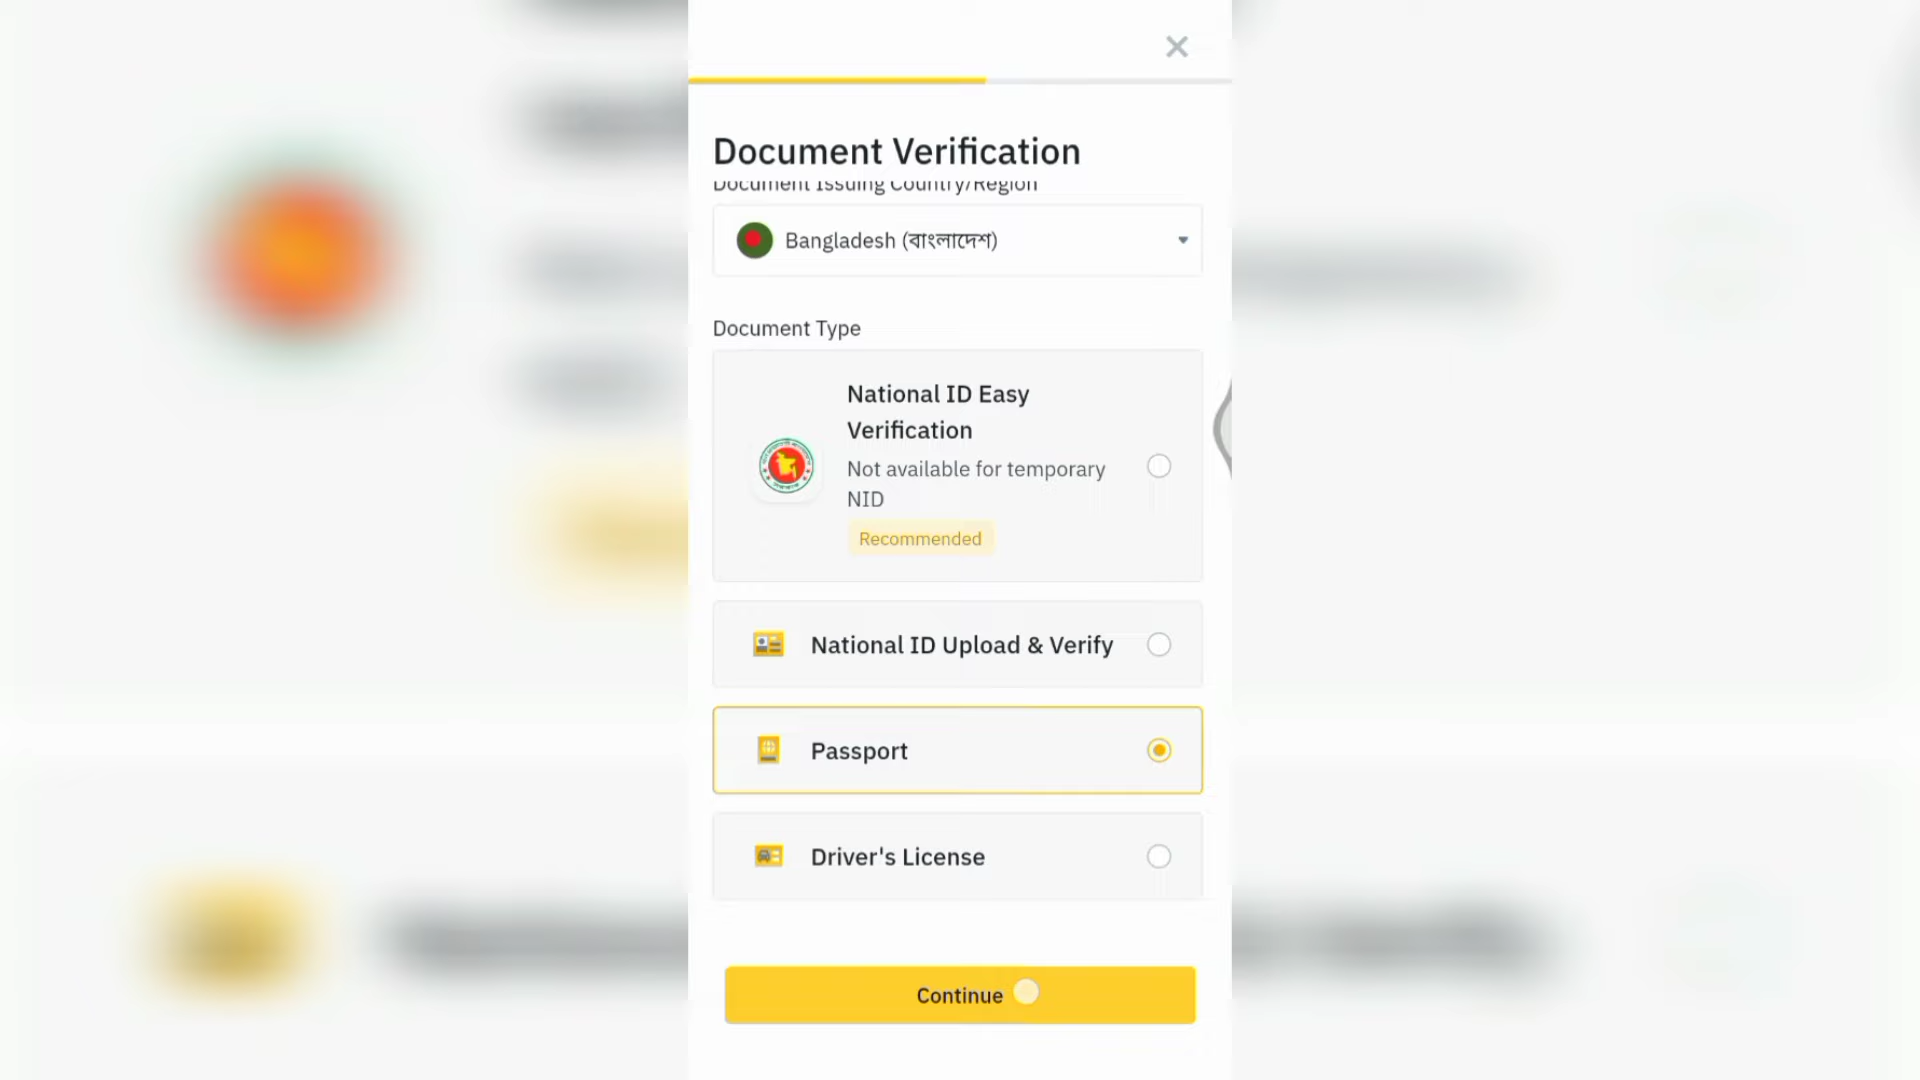 Document Verification
Document Issuing Country/Region
Bangladesh (বাংলাদেশ)
Document Type
National ID Easy
Verification
Not available for temporary
NID
Recommended
National ID Upload & Verify
Passport
Driver's License
Continue